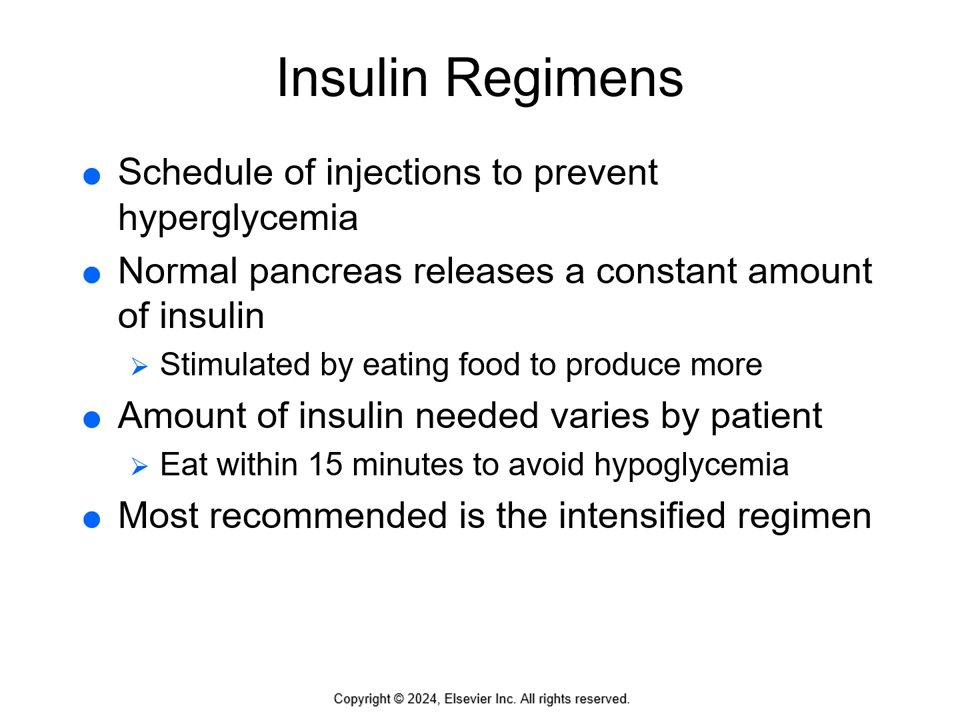 Insulin Regimens
Schedule of injections to prevent
hyperglycemia
Normal pancreas releases a constant amount
of insulin
Stimulated by eating food to produce more
Amount of insulin needed varies by patient
Eat within 15 minutes to avoid hypoglycemia
Most recommended is the intensified regimen
Copyright © 2024, Elsevier Inc. All rights reserved.